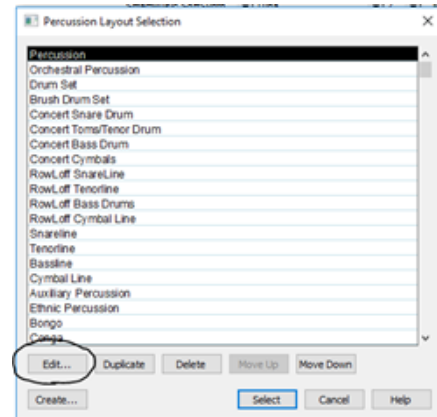 Percussion Layout Selection
Percussion
Orchestral Percussion
Drum Set
Brush Drum Set
Concert Snare Drum
Concert Toms/Tenor Drum
Concert Bass Drum
Concert Cymbals
RowLoff SnareLine
RowLoff Tenorline
RowLoff Bass Drums
RowLoff Cymbal Line
Snareline
Tenorline
Bassline
Cymbal Line
Auxiliary Percussion
Ethnic Percussion
Bongo
Conga
Edit... Duplicate Delete Move Up Move Down
Create... Select Cancel Help